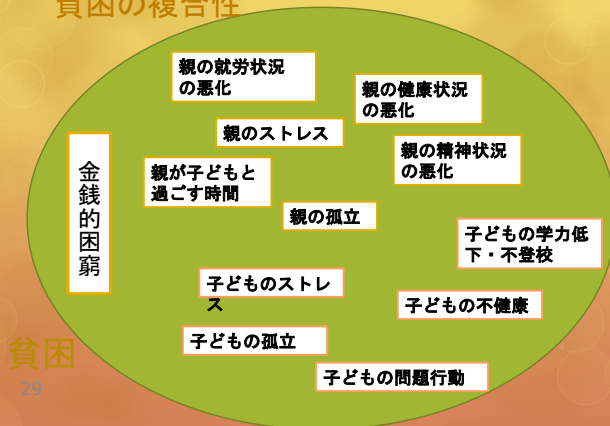 貧困の複合性
親の就労状況
の悪化
親の健康状況
の悪化
親のストレス
親の精神状況
の悪化
親が子どもと
過ごす時間
金銭的困窮
親の孤立
子どもの学力低
下・不登校
子どものストレ
ス
子どもの不健康
子どもの孤立
貧困
子どもの問題行動
29